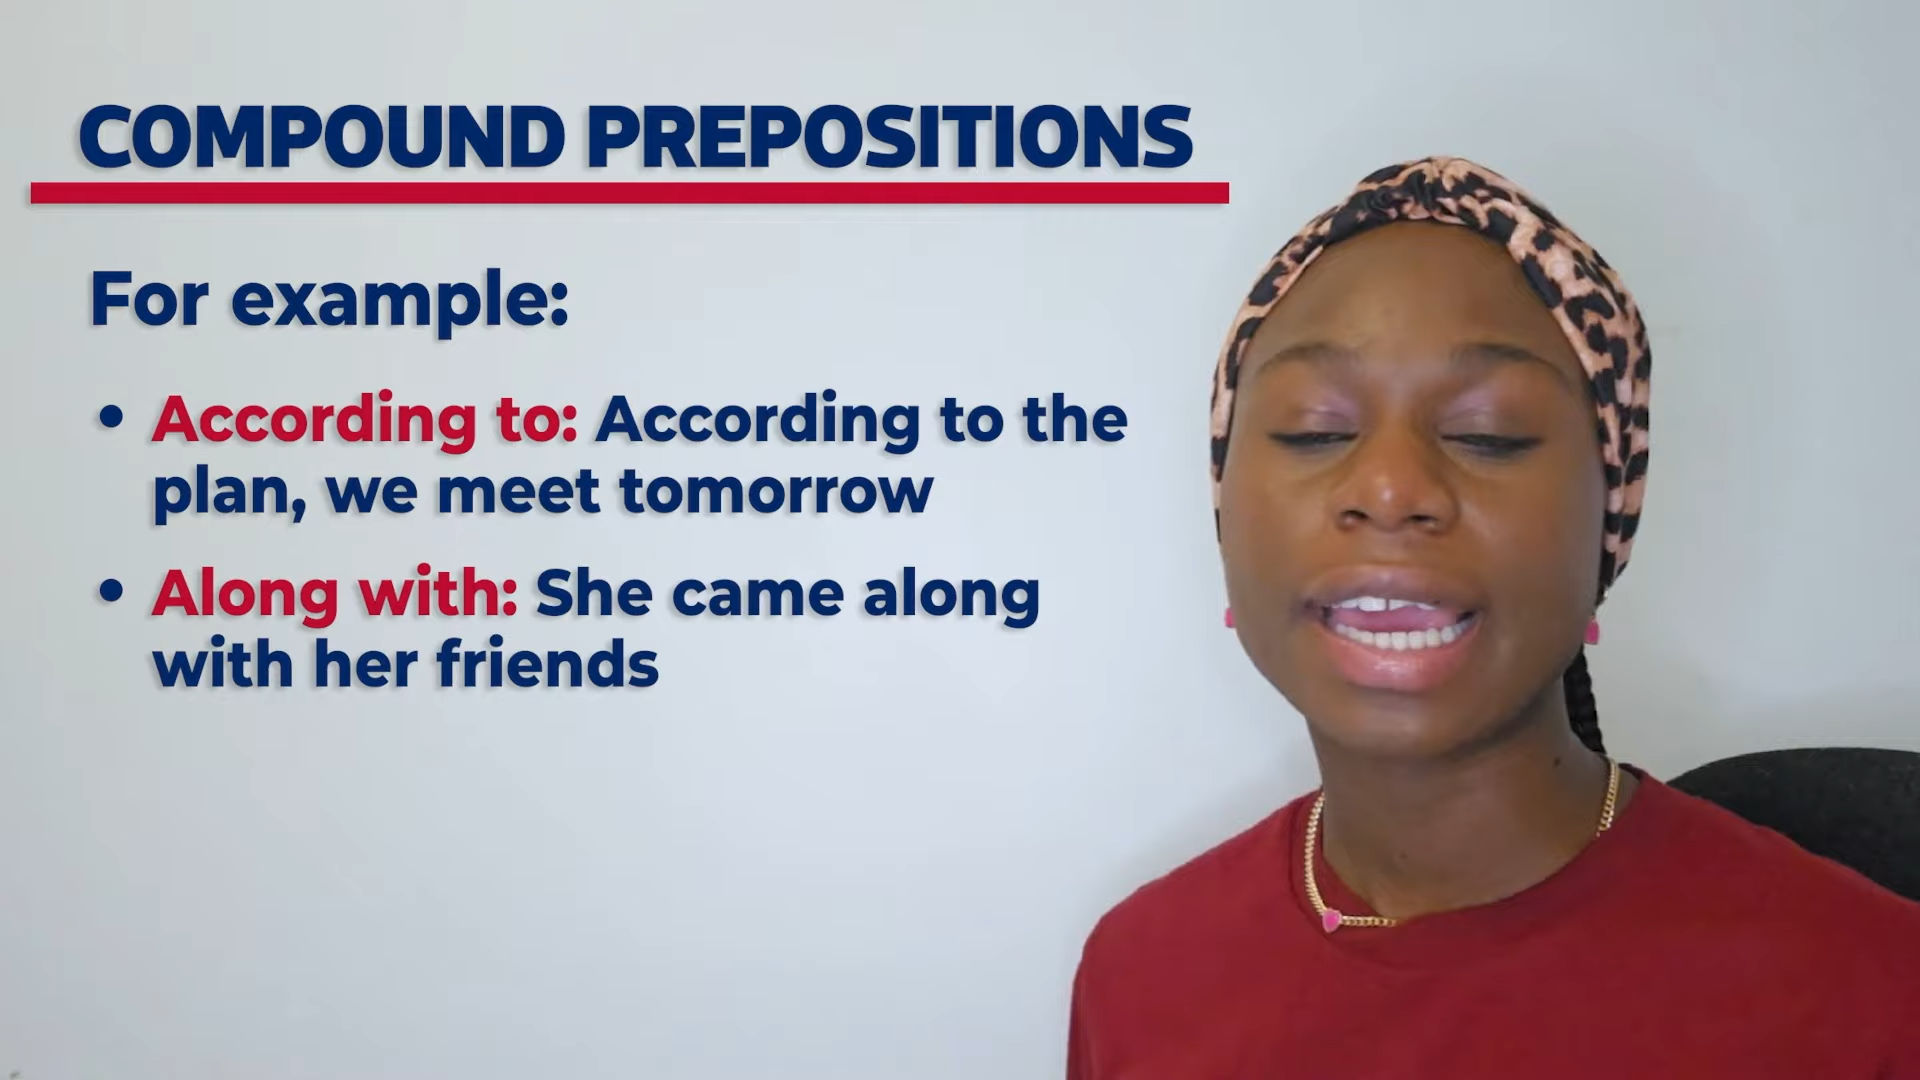 COMPOUND PREPOSITIONS
For example:
• According to: According to the
plan, we meet tomorrow
• Along with: She came along
with her friends